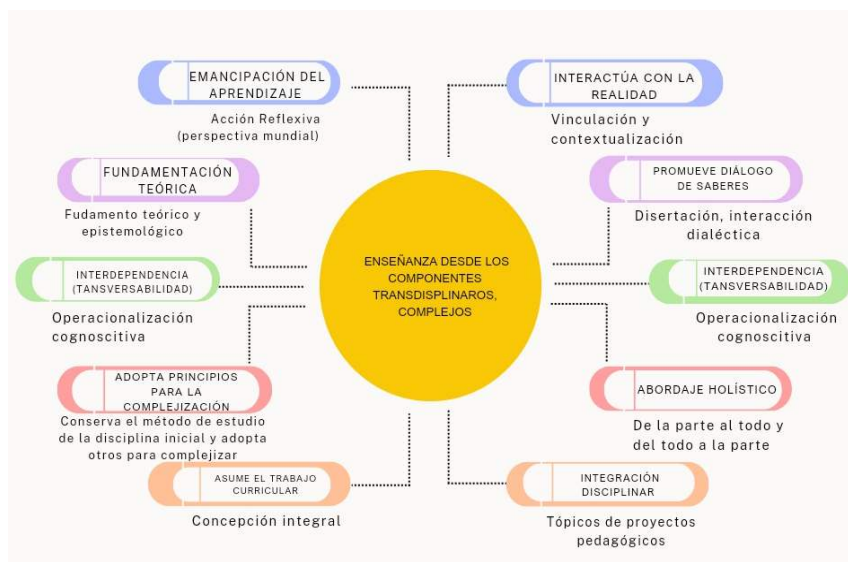 EMANCIPACIÓN DEL
APRENDIZAJE
Acción Reflexiva
(perspectiva mundial)
FUNDAMENTACIÓN
TEÓRICA
Fudamento teórico y
epistemológico
INTERDEPENDENCIA
(TANSVERSABILIDAD)
Operacionalización
cognoscitiva
ADOPTA PRINCIPIOS
PARA LA
COMPLEJIZACIÓN
Conserva el método de estudio
de la disciplina inicial y adopta
otros para complejizar
ASUME EL TRABAJO
CURRICULAR
Concepción integral
ENSEÑANZA DESDE LOS
COMPONENTES
TRANSDISPLINAROS,
COMPLEJOS
INTERACTÚA CON LA
REALIDAD
Vinculación y
contextualización
PROMUEVE DIÁLOGO
DE SABERES
Disertación, interacción
dialéctica
INTERDEPENDENCIA
(TANSVERSABILIDAD)
Operacionalización
cognoscitiva
ABORDAJE HOLÍSTICO
De la parte al todo y
del todo a la parte
INTEGRACIÓN
DISCIPLINAR
Tópicos de proyectos
pedagógicos